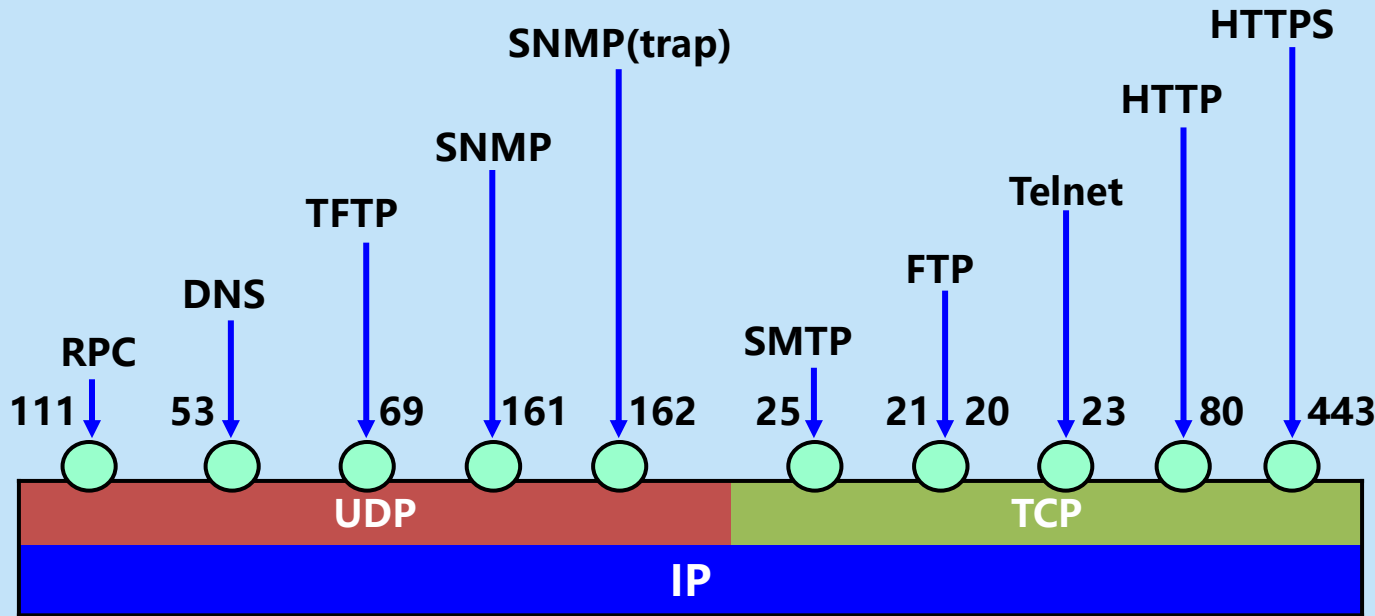 HTTPS
SNMP(trap)
HTTP
SNMP
Telnet
TFTP
FTP
DNS
SMTP
RPC
111 53 69 161 162 25 21 20 23 80 443
UDP TCP
IP